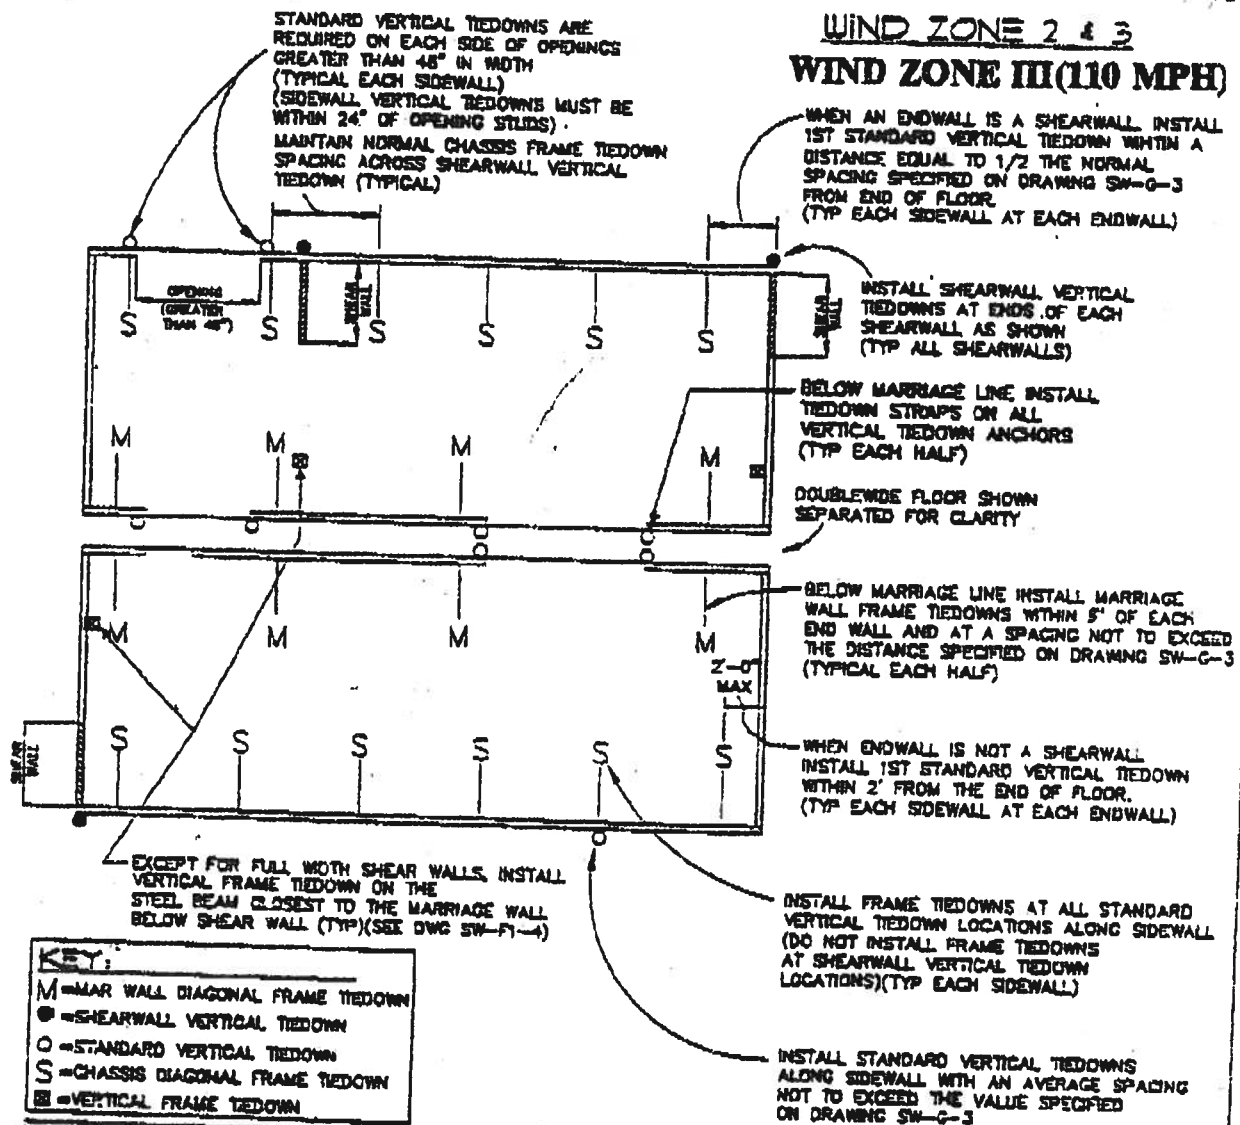 STANDARD VERTICAL TIEDOWNS ARE
REQUIRED ON EACH SIDE OF OPENINGS
GREATER THAN 48" IN WIDTH
(TYPICAL EACH SIDEWALL)
(SIDEWALL VERTICAL TIEDOWNS MUST BE
WITHIN 24" OF OPENING STUDS).
MAINTAIN NORMAL CHASSIS FRAME TIEDOWN
SPACING ACROSS SHEARWALL VERTICAL
TIEDOWN (TYPICAL)
WIND ZONE 2 & 3
WIND ZONE III(110 MPH)
WHEN AN ENDWALL IS A SHEARWALL INSTALL
1ST STANDARD VERTICAL TIEDOWN WITHIN A
DISTANCE EQUAL TO 1/2 THE NORMAL
SPACING SPECIFIED ON DRAWING SW-G-3
FROM END OF FLOOR
(TYP EACH SIDEWALL AT EACH ENDWALL)
OPENING
(GREATER
THAN 48")
SHEAR
WALL
SHEAR
WALL
S
S
S
S
S
S
INSTALL SHEARWALL VERTICAL
TIEDOWNS AT ENDS OF EACH
SHEARWALL AS SHOWN
(TYP ALL SHEARWALLS)
BELOW MARRIAGE LINE INSTALL
TIEDOWN STRAPS ON ALL
VERTICAL TIEDOWN ANCHORS
(TYP EACH HALF)
M
M
M
M
DOUBLEWIDE FLOOR SHOWN
SEPARATED FOR CLARITY
BELOW MARRIAGE LINE INSTALL MARRIAGE
WALL FRAME TIEDOWNS WITHIN 5" OF EACH
END WALL AND AT A SPACING NOT TO EXCEED
THE DISTANCE SPECIFIED ON DRAWING SW-G-3
(TYPICAL EACH HALF)
M
M
M
M
2'-0"
MAX
SHEAR
WALL
S
S
S
S
S
S
WHEN ENDWALL IS NOT A SHEARWALL
INSTALL 1ST STANDARD VERTICAL TIEDOWN
WITHIN 2' FROM THE END OF FLOOR.
(TYP EACH SIDEWALL AT EACH ENDWALL)
EXCEPT FOR FULL WIDTH SHEAR WALLS, INSTALL
VERTICAL FRAME TIEDOWN ON THE
STEEL BEAM CLOSEST TO THE MARRIAGE WALL
BELOW SHEAR WALL (TYP)(SEE DWG SW-F1-4)
INSTALL FRAME TIEDOWNS AT ALL STANDARD
VERTICAL TIEDOWN LOCATIONS ALONG SIDEWALL
(DO NOT INSTALL FRAME TIEDOWNS
AT SHEARWALL VERTICAL TIEDOWN
LOCATIONS)(TYP EACH SIDEWALL)
KEY:
M =MAR WALL DIAGONAL FRAME TIEDOWN
=SHEARWALL VERTICAL TIEDOWN
=STANDARD VERTICAL TIEDOWN
S =CHASSIS DIAGONAL FRAME TIEDOWN
=VERTICAL FRAME TIEDOWN
INSTALL STANDARD VERTICAL TIEDOWNS
ALONG SIDEWALL WITH AN AVERAGE SPACING
NOT TO EXCEED THE VALUE SPECIFIED
ON DRAWING SW-G-3